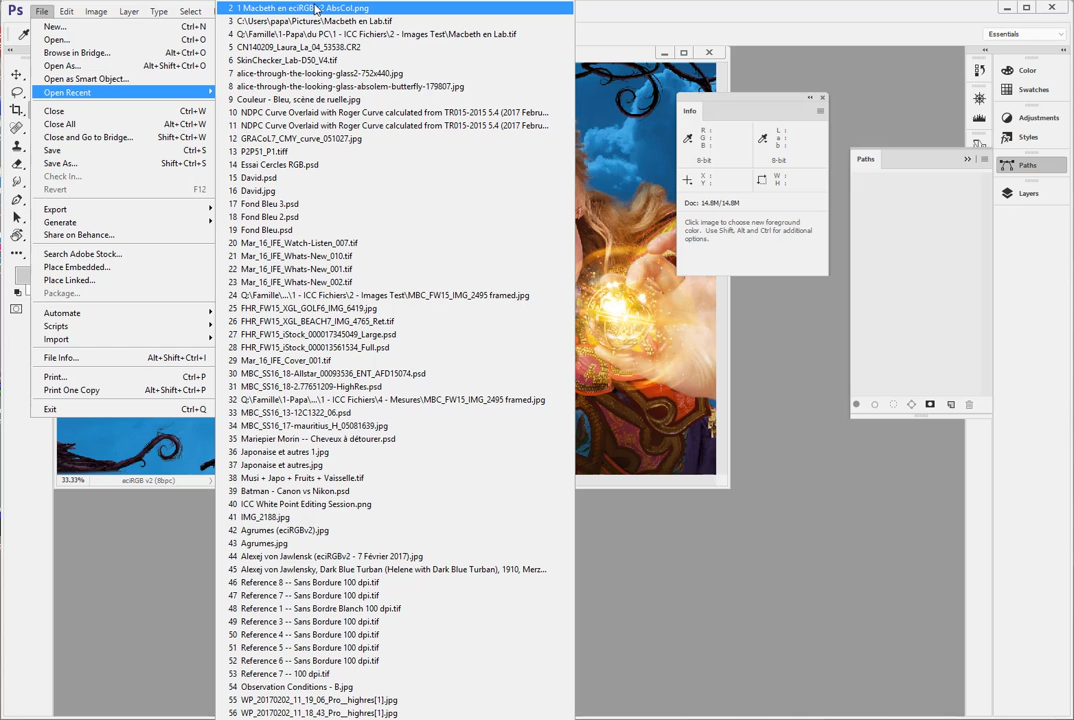 Ps File Edit Image Layer Type Select
New... Ctrl+N
Open... Ctrl+O
Browse in Bridge... Alt+Ctrl+O
Open As... Alt+Shift+Ctrl+O
Open as Smart Object...
Open Recent
Close Ctrl+W
Close All Alt+Ctrl+W
Close and Go to Bridge... Shift+Ctrl+W
Save Ctrl+S
Save As... Shift+Ctrl+S
Check In...
Revert F12
Export
Generate
Share on Behance...
Search Adobe Stock...
Place Embedded...
Place Linked...
Package...
Automate
Scripts
Import
File Info... Alt+Shift+Ctrl+I
Print... Ctrl+P
Print One Copy Alt+Shift+Ctrl+P
Exit Ctrl+Q
33.33% eciRGB v2 (8bpc)
2 1 Macbeth en eciRGBv2 AbsCol.png
3 C:\Users\papa\Pictures\Macbeth en Lab.tif
4 Q:\Famille\1-Papa\du PC\1 - ICC Fichiers\2 - Images Test\Macbeth en Lab.tif
5 CN140209_Laura_La_04_53538.CR2
6 SkinChecker_Lab-D50_V4.tif
7 alice-through-the-looking-glass2-752x440.jpg
8 alice-through-the-looking-glass-absolem-butterfly-179807.jpg
9 Couleur - Bleu, scène de ruelle.jpg
10 NDPC Curve Overlaid with Roger Curve calculated from TR015-2015 5.4 (2017 Febru...
11 NDPC Curve Overlaid with Roger Curve calculated from TR015-2015 5.4 (2017 Febru...
12 GRACoL7_CMY_curve_051027.jpg
13 P2P51_P1.tiff
14 Essai Cercles RGB.psd
15 David.psd
16 David.jpg
17 Fond Bleu 3.psd
18 Fond Bleu 2.psd
19 Fond Bleu.psd
20 Mar_16_IFE_Watch-Listen_007.tif
21 Mar_16_IFE_Whats-New_010.tif
22 Mar_16_IFE_Whats-New_001.tif
23 Mar_16_IFE_Whats-New_002.tif
24 Q:\Famille\...\1 - ICC Fichiers\2 - Images Test\MBC_FW15_IMG_2495 framed.jpg
25 FHR_FW15_XGL_GOLF6_IMG_6419.jpg
26 FHR_FW15_XGL_BEACH7_IMG_4765_Ret.tif
27 FHR_FW15_iStock_000017345049_Large.psd
28 FHR_FW15_iStock_000013561534_Full.psd
29 Mar_16_IFE_Cover_001.tif
30 MBC_SS16_18-Allstar_00093536_ENT_AFD15074.psd
31 MBC_SS16_18-2.77651209-HighRes.psd
32 Q:\Famille\1-Papa\...\1 - ICC Fichiers\4 - Mesures\MBC_FW15_IMG_2495 framed.jpg
33 MBC_SS16_13-12C1322_06.psd
34 MBC_SS16_17-mauritius_H_05081639.jpg
35 Mariepier Morin -- Cheveux à détourer.psd
36 Japonaise et autres 1.jpg
37 Japonaise et autres.jpg
38 Musi + Japo + Fruits + Vaisselle.tif
39 Batman - Canon vs Nikon.psd
40 ICC White Point Editing Session.png
41 IMG_2188.jpg
42 Agrumes (eciRGBv2).jpg
43 Agrumes.jpg
44 Alexej von Jawlensk (eciRGBv2 - 7 Février 2017).jpg
45 Alexej von Jawlensky, Dark Blue Turban (Helene with Dark Blue Turban), 1910, Merz...
46 Reference 8 -- Sans Bordure 100 dpi.tif
47 Reference 7 -- Sans Bordure 100 dpi.tif
48 Reference 1 -- Sans Bordre Blanch 100 dpi.tif
49 Reference 3 -- Sans Bordure 100 dpi.tif
50 Reference 4 -- Sans Bordure 100 dpi.tif
51 Reference 5 -- Sans Bordure 100 dpi.tif
52 Reference 6 -- Sans Bordure 100 dpi.tif
53 Reference 7 -- 100 dpi.tif
54 Observation Conditions - B.jpg
55 WP_20170202_11_19_06_Pro__highres[1].jpg
56 WP_20170202_11_18_43_Pro__highres[1].jpg
Info
R :
G :
B :
8-bit
L :
a :
b :
8-bit
X :
Y :
W :
H :
Doc: 14.8M/14.8M
Click image to choose new foreground
color. Use Shift, Alt and Ctrl for additional
options.
Paths
Essentials
Color
Swatches
Adjustments
Styles
Paths
Layers